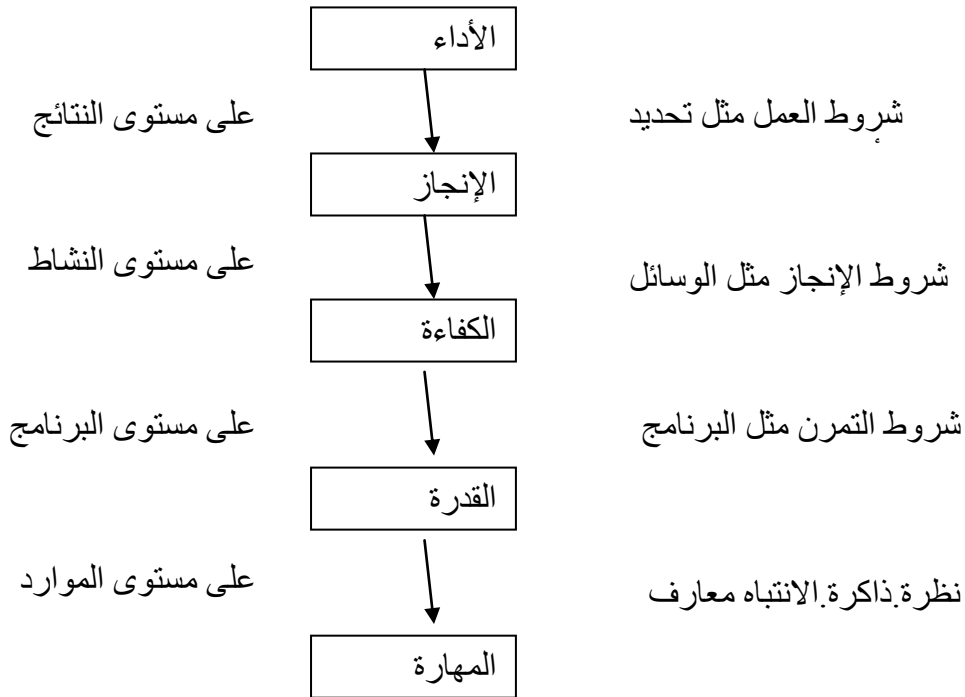 الأداء
شروط العمل مثل تحديد
على مستوى النتائج
الإنجاز
شروط الإنجاز مثل الوسائل
على مستوى النشاط
الكفاءة
شروط التمرن مثل البرنامج
على مستوى البرنامج
القدرة
نظرة.ذاكرة.الانتباه معارف
على مستوى الموارد
المهارة